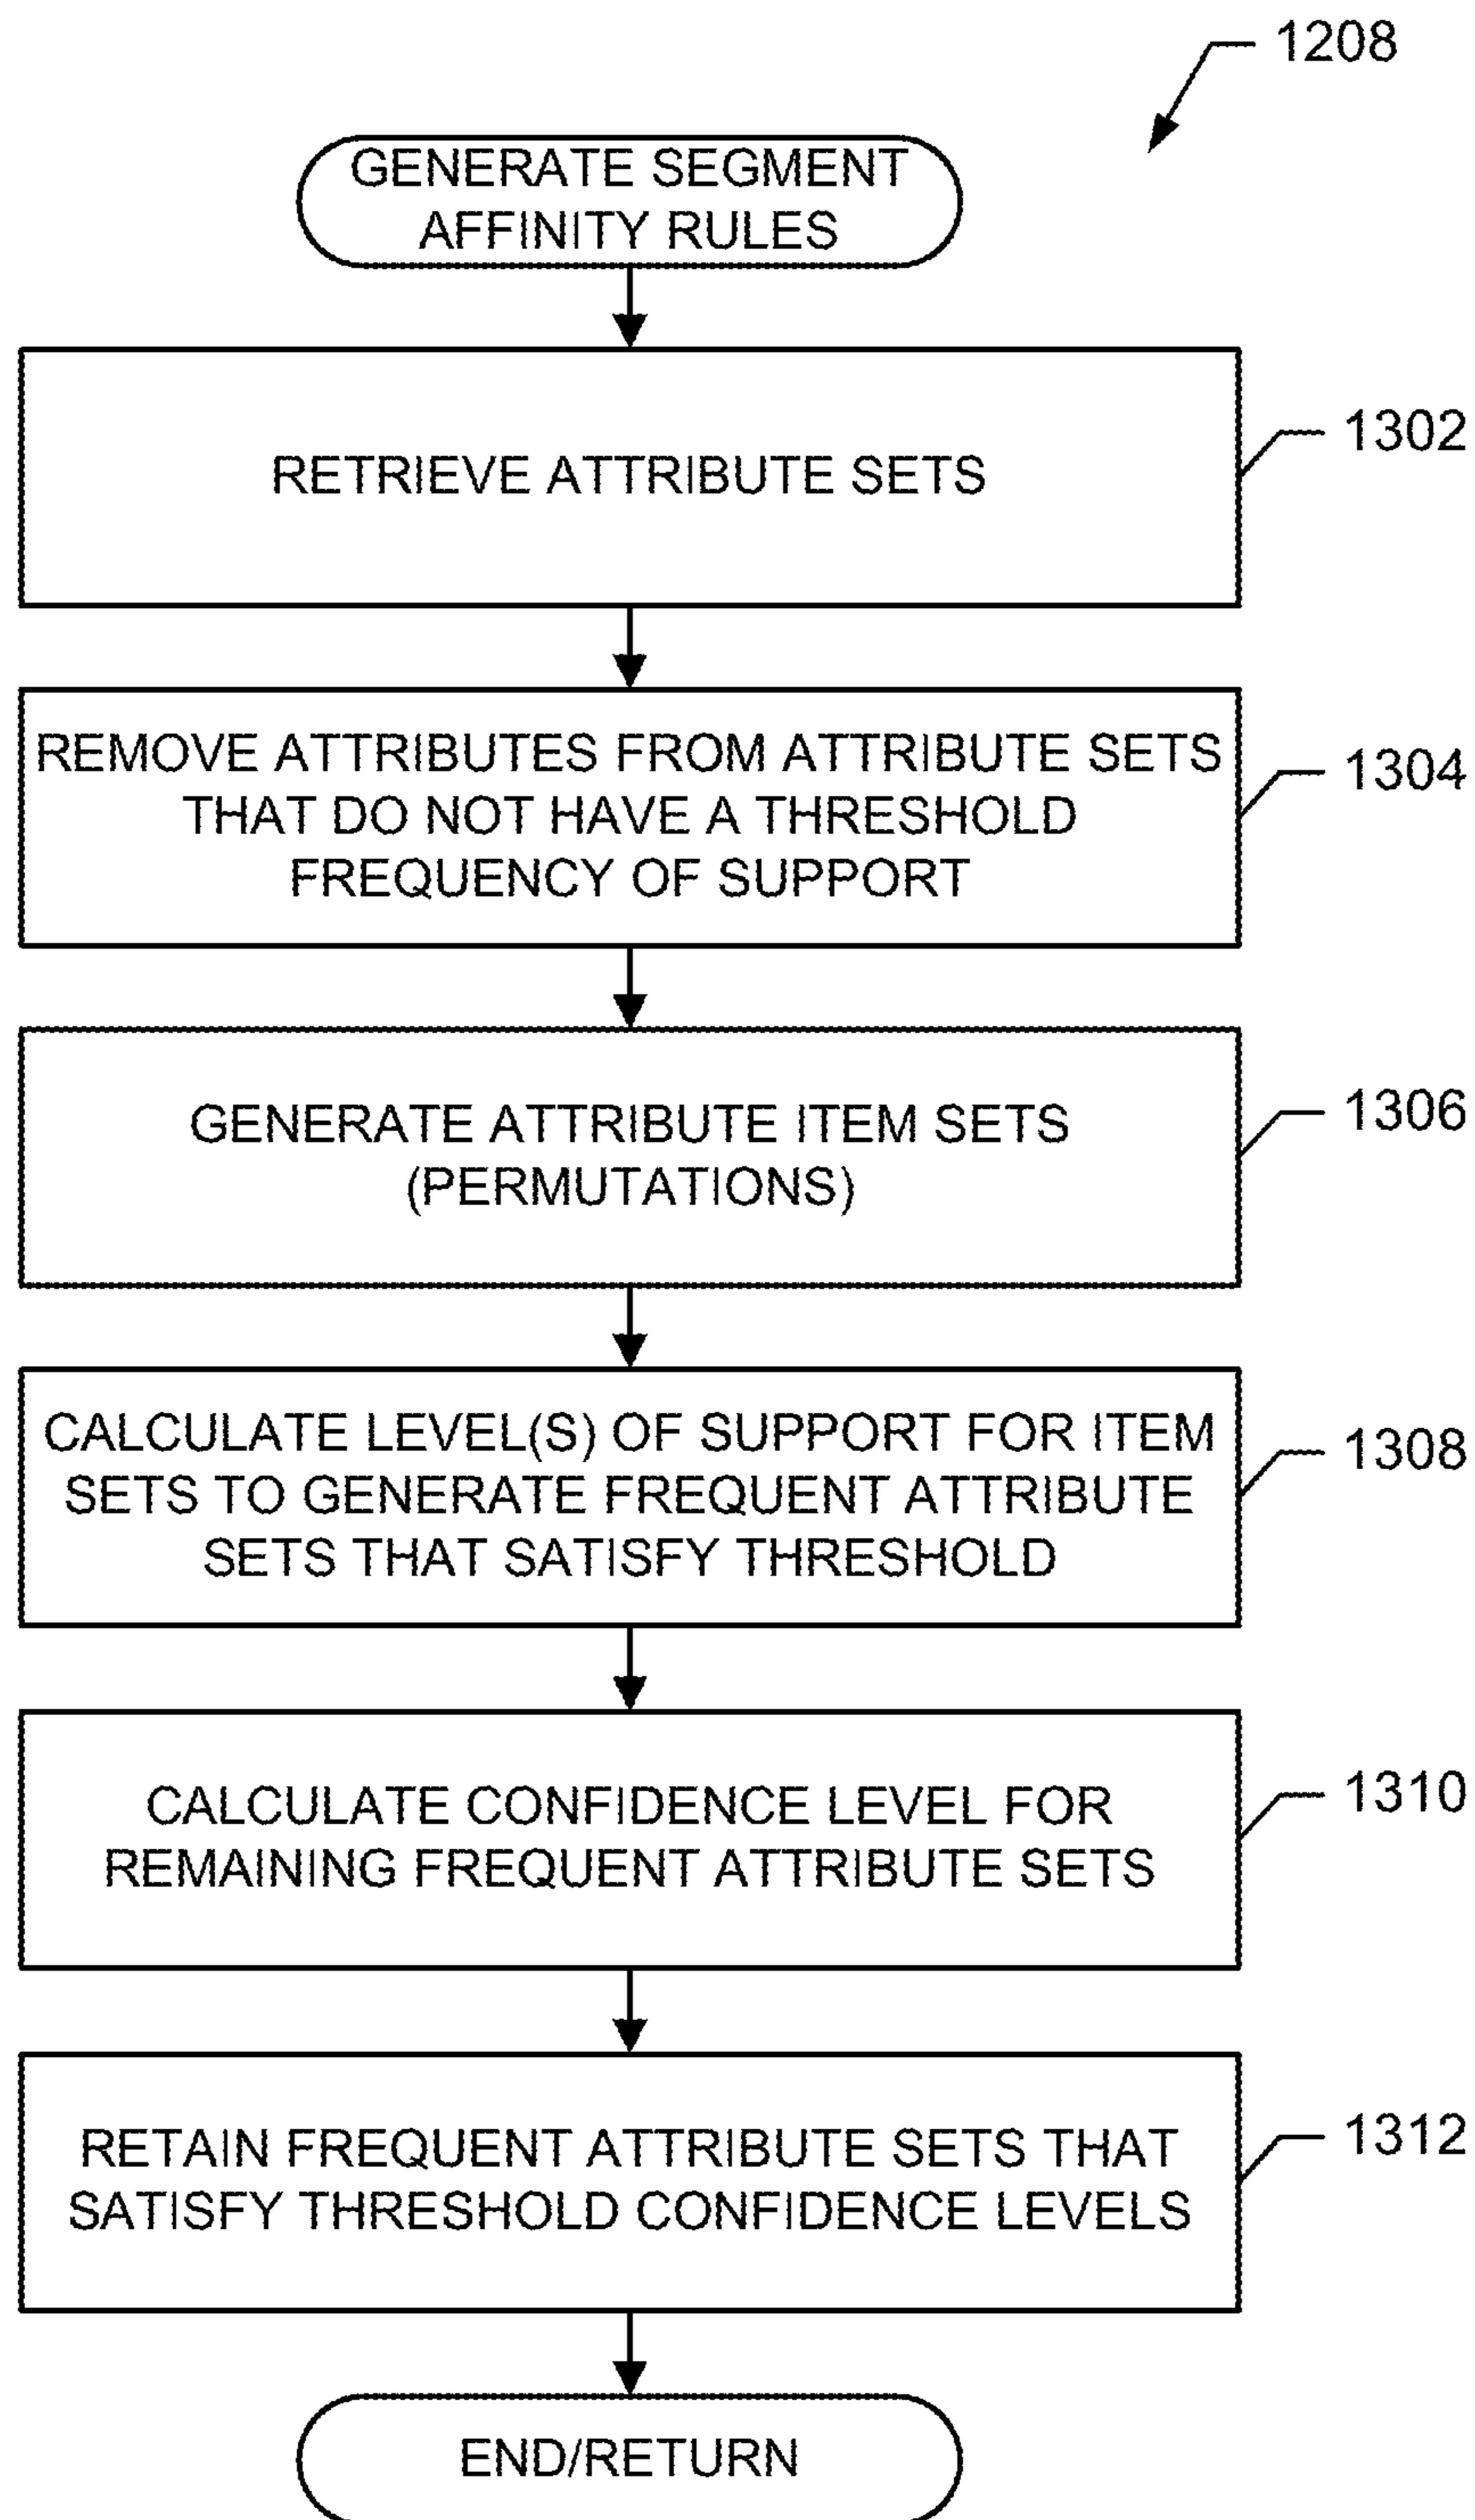 1208
GENERATE SEGMENT
AFFINITY RULES
RETRIEVE ATTRIBUTE SETS
1302
REMOVE ATTRIBUTES FROM ATTRIBUTE SETS
THAT DO NOT HAVE A THRESHOLD
FREQUENCY OF SUPPORT
1304
GENERATE ATTRIBUTE ITEM SETS
(PERMUTATIONS)
1306
CALCULATE LEVEL(S) OF SUPPORT FOR ITEM
SETS TO GENERATE FREQUENT ATTRIBUTE
SETS THAT SATISFY THRESHOLD
1308
CALCULATE CONFIDENCE LEVEL FOR
REMAINING FREQUENT ATTRIBUTE SETS
1310
RETAIN FREQUENT ATTRIBUTE SETS THAT
SATISFY THRESHOLD CONFIDENCE LEVELS
1312
END/RETURN